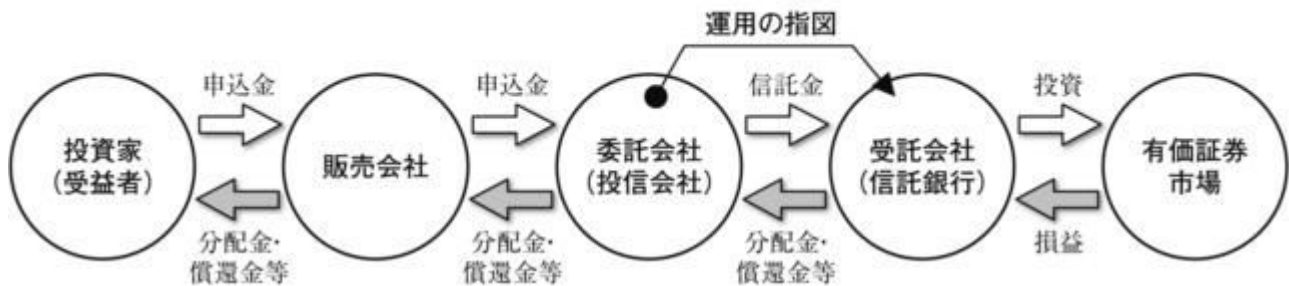 運用の指図
申込金
申込金
信託金
投資
投資家
(受益者)
販売会社
委託会社
(投信会社)
受託会社
(信託銀行)
有価証券
市場
分配金・
償還金等
分配金・
償還金等
分配金・
償還金等
損益